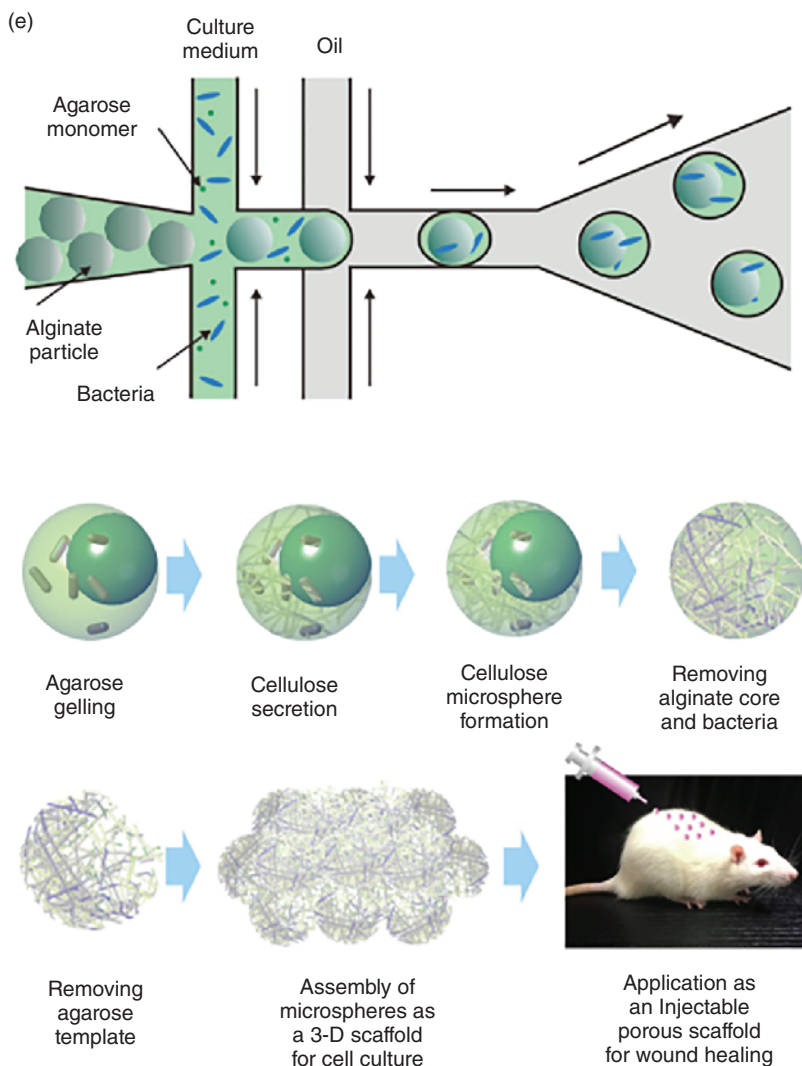 (e)
Culture
medium
Oil
Agarose
monomer
Alginate
particle
Bacteria
Agarose
gelling
Cellulose
secretion
Cellulose
microsphere
formation
Removing
alginate core
and bacteria
Removing
agarose
template
Assembly of
microspheres as
a 3-D scaffold
for cell culture
Application as
an Injectable
porous scaffold
for wound healing